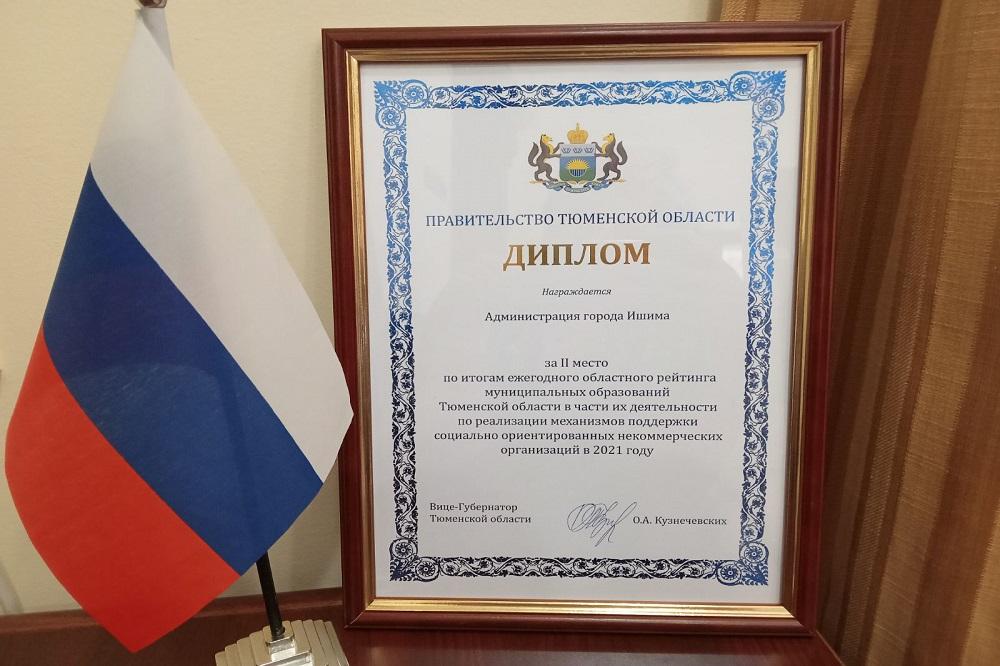 ПРАВИТЕЛЬСТВО ТЮМЕНСКОЙ ОБЛАСТИ
ДИПЛОМ
Награждается
Администрация города Ишима
за II место
по итогам ежегодного областного рейтинга
муниципальных образований
Тюменской области в части их деятельности
по реализации механизмов поддержки
социально ориентированных некоммерческих
организаций в 2021 году
Вице-Губернатор
Тюменской области
О.А. Кузнечевских